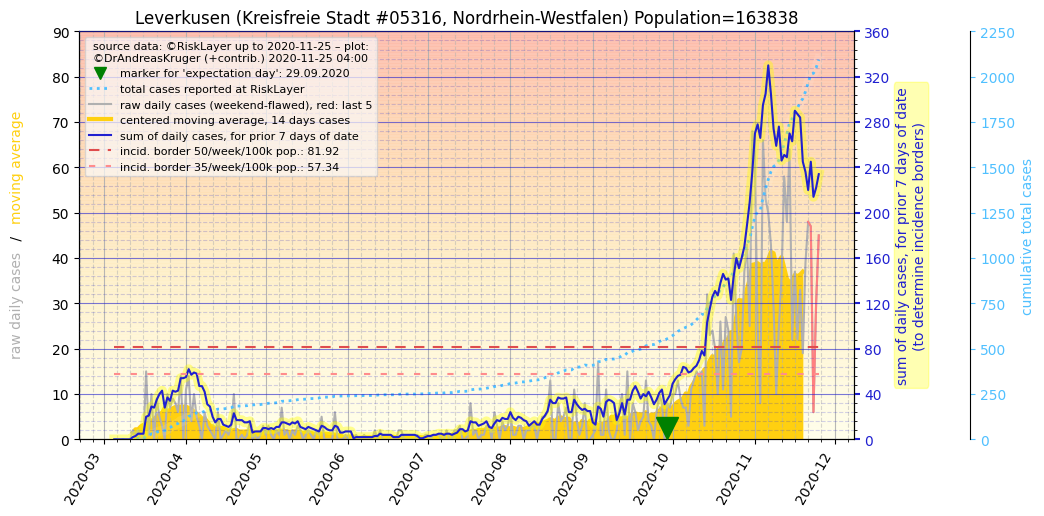 Leverkusen (Kreisfreie Stadt #05316, Nordrhein-Westfalen) Population=163838
source data: ©RiskLayer up to 2020-11-25 – plot:
©DrAndreasKruger (+contrib.) 2020-11-25 04:00
marker for 'expectation day': 29.09.2020
total cases reported at RiskLayer
raw daily cases (weekend-flawed), red: last 5
centered moving average, 14 days cases
sum of daily cases, for prior 7 days of date
incid. border 50/week/100k pop.: 81.92
incid. border 35/week/100k pop.: 57.34
raw daily cases / moving average
90
80
70
60
50
40
30
20
10
0
360
320
280
240
200
160
120
80
40
0
sum of daily cases, for prior 7 days of date
(to determine incidence borders)
2250
2000
1750
1500
1250
1000
750
500
250
0
cumulative total cases
2020-03
2020-04
2020-05
2020-06
2020-07
2020-08
2020-09
2020-10
2020-11
2020-12